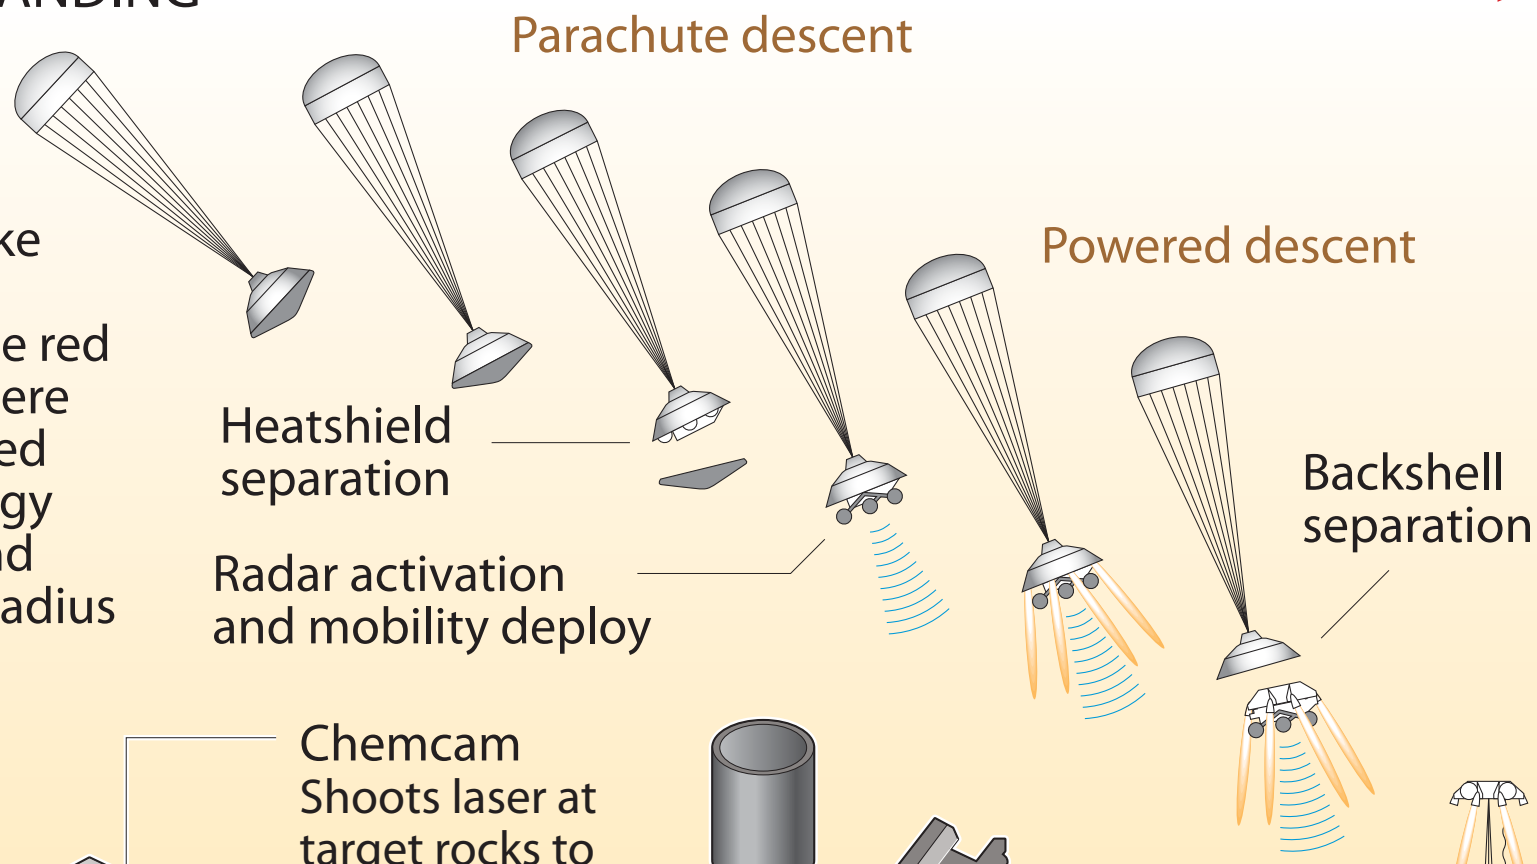 Parachute descent
Powered descent
red
Heatshield
separation
Radar activation
and mobility deploy
Backshell
separation
Chemcam
Shoots laser at
target rocks to